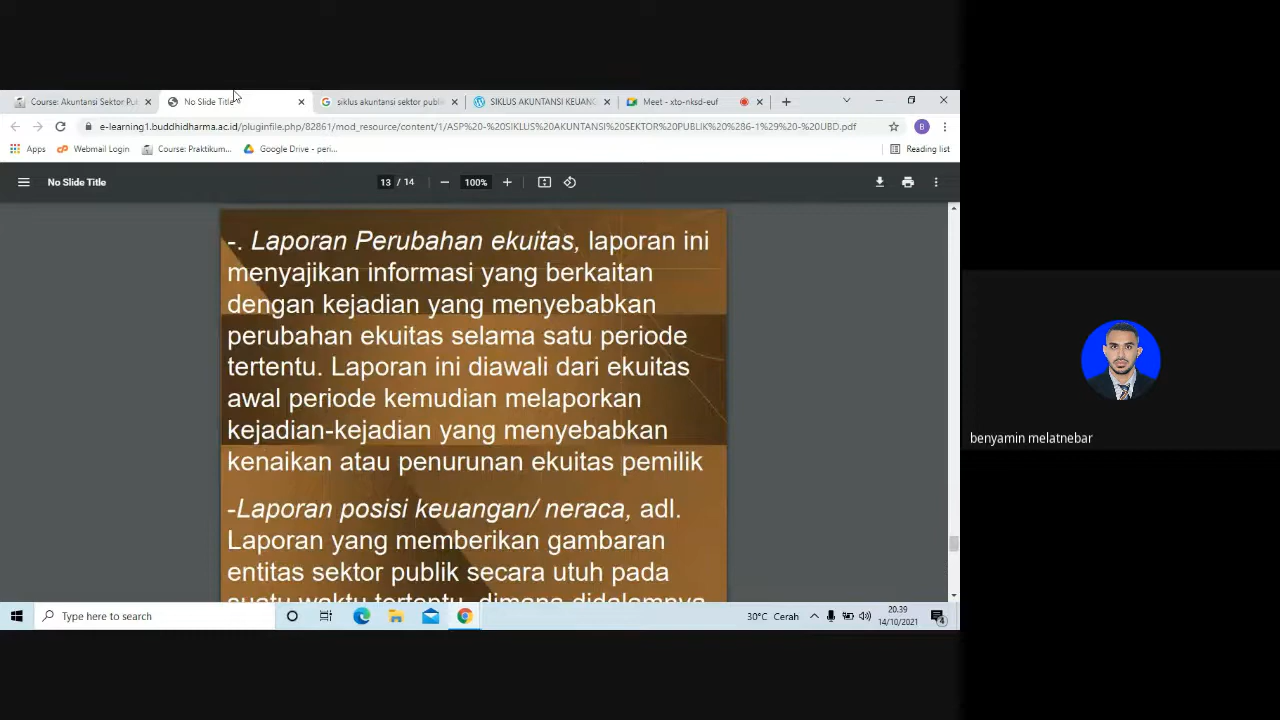 Course: Akuntansi Sektor Pu
No Slide Title
siklus akuntansi sektor publi
SIKLUS AKUNTANSI KEUANG
Meet - xto-nksd-euf
e-learning1.buddhidharma.ac.id/pluginfile.php/82861/mod_resource/content/1/ASP%20-%20SIKLUS%20AKUNTANSI%20SEKTOR%20PUBLIK%20%286-1%29%20-%20UBD.pdf
B
Apps
Webmail Login
Course: Praktikum...
Google Drive - peri...
Reading list
No Slide Title
13 / 14
100%
-. Laporan Perubahan ekuitas, laporan ini
menyajikan informasi yang berkaitan
dengan kejadian yang menyebabkan
perubahan ekuitas selama satu periode
tertentu. Laporan ini diawali dari ekuitas
awal periode kemudian melaporkan
kejadian-kejadian yang menyebabkan
kenaikan atau penurunan ekuitas pemilik
-Laporan posisi keuangan/ neraca, adl.
Laporan yang memberikan gambaran
entitas sektor publik secara utuh pada
suatu waktu tertentu, dimana didalamnya
benyamin melatnebar
Type here to search
30°C Cerah
20.39
14/10/2021
4